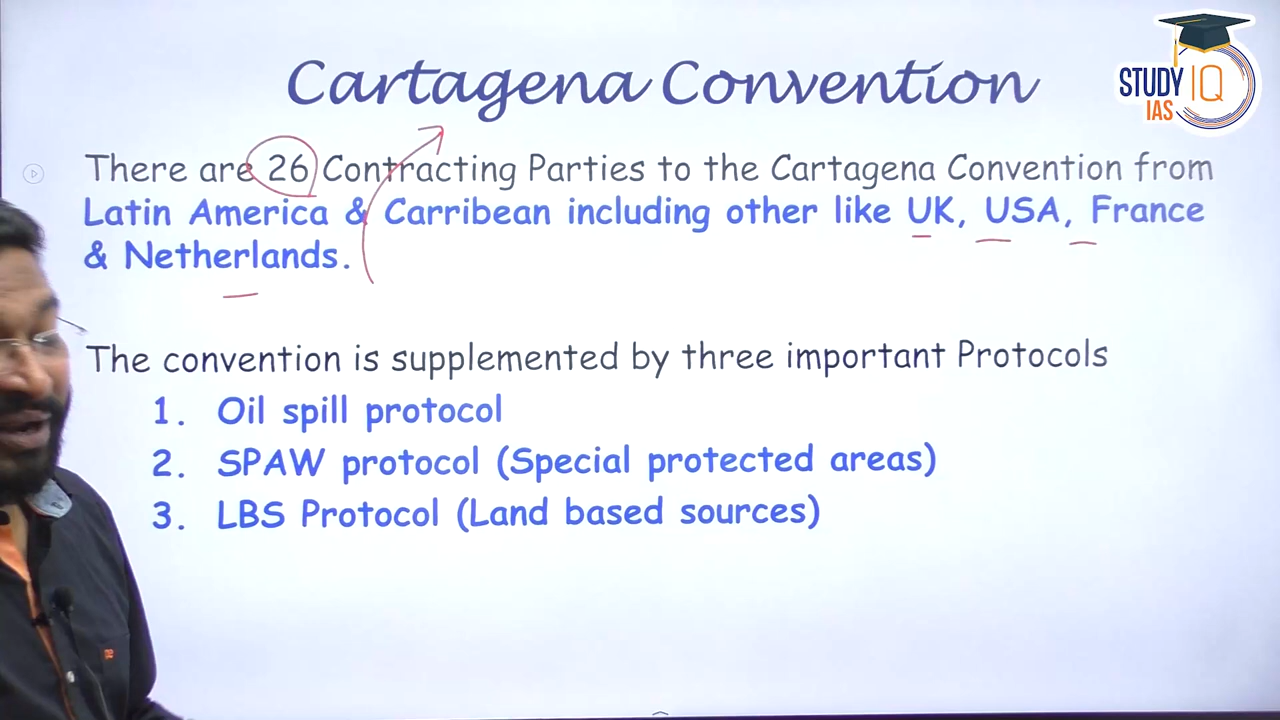 Cartagena Convention
STUDY IQ
IAS
There are 26 Contracting Parties to the Cartagena Convention from
Latin America & Carribean including other like UK, USA, France
& Netherlands.
The convention is supplemented by three important Protocols
1. Oil spill protocol
2. SPAW protocol (Special protected areas)
3. LBS Protocol (Land based sources)